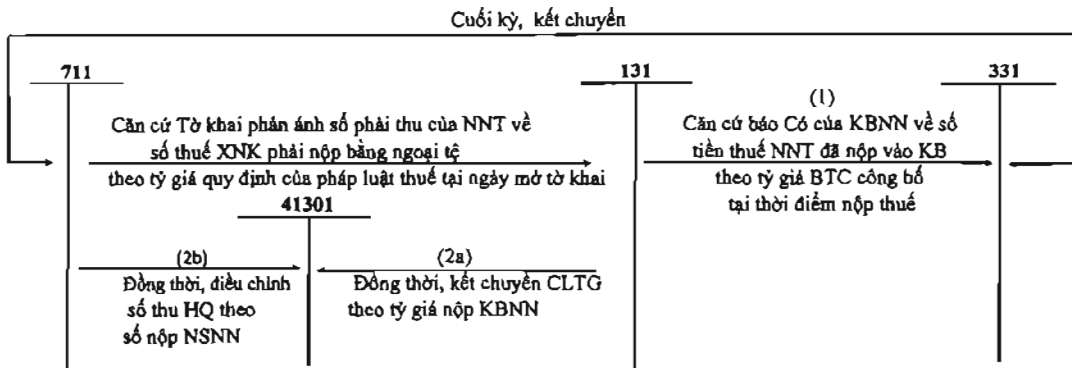 Cuối kỳ, kết chuyển
711
131
331
Căn cứ Tờ khai phản ánh số phải thu của NNT về
số thuế XNK phải nộp bằng ngoại tệ
theo tỷ giá quy định của pháp luật thuế tại ngày mở tờ khai
(1)
Căn cứ báo Có của KBNN về số
tiền thuế NNT đã nộp vào KB
theo tỷ giá BTC công bố
tại thời điểm nộp thuế
41301
(2b)
Đồng thời, điều chỉnh
số thu HQ theo
số nộp NSNN
(2a)
Đồng thời, kết chuyển CLTG
theo tỷ giá nộp KBNN